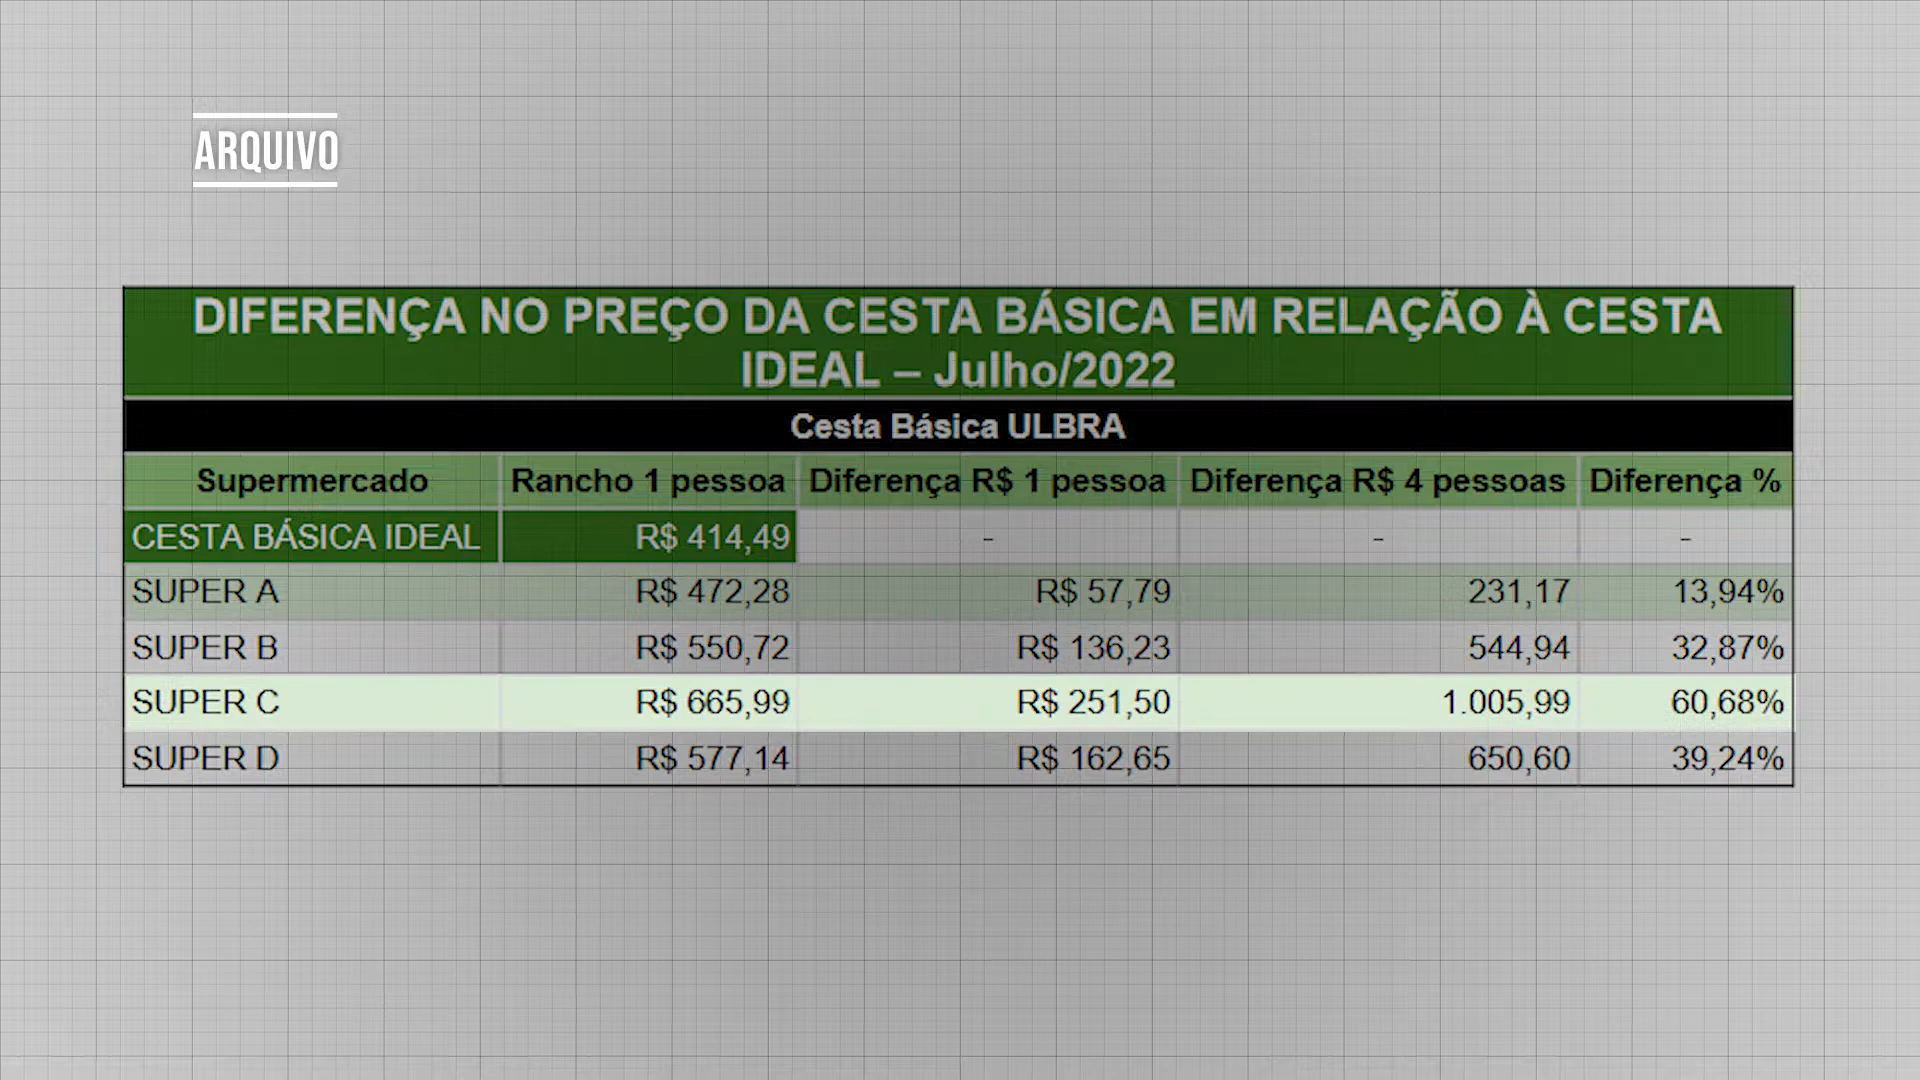 ARQUIVO
DIFERENÇA NO PREÇO DA CESTA BÁSICA EM RELAÇÃO À CESTA
IDEAL – Julho/2022
Cesta Básica ULBRA
Supermercado Rancho 1 pessoa Diferença R$ 1 pessoa Diferença R$ 4 pessoas Diferença %
CESTA BÁSICA IDEAL R$ 414,49 - - -
SUPER A R$ 472,28 R$ 57,79 231,17 13,94%
SUPER B R$ 550,72 R$ 136,23 544,94 32,87%
SUPER C R$ 665,99 R$ 251,50 1.005,99 60,68%
SUPER D R$ 577,14 R$ 162,65 650,60 39,24%